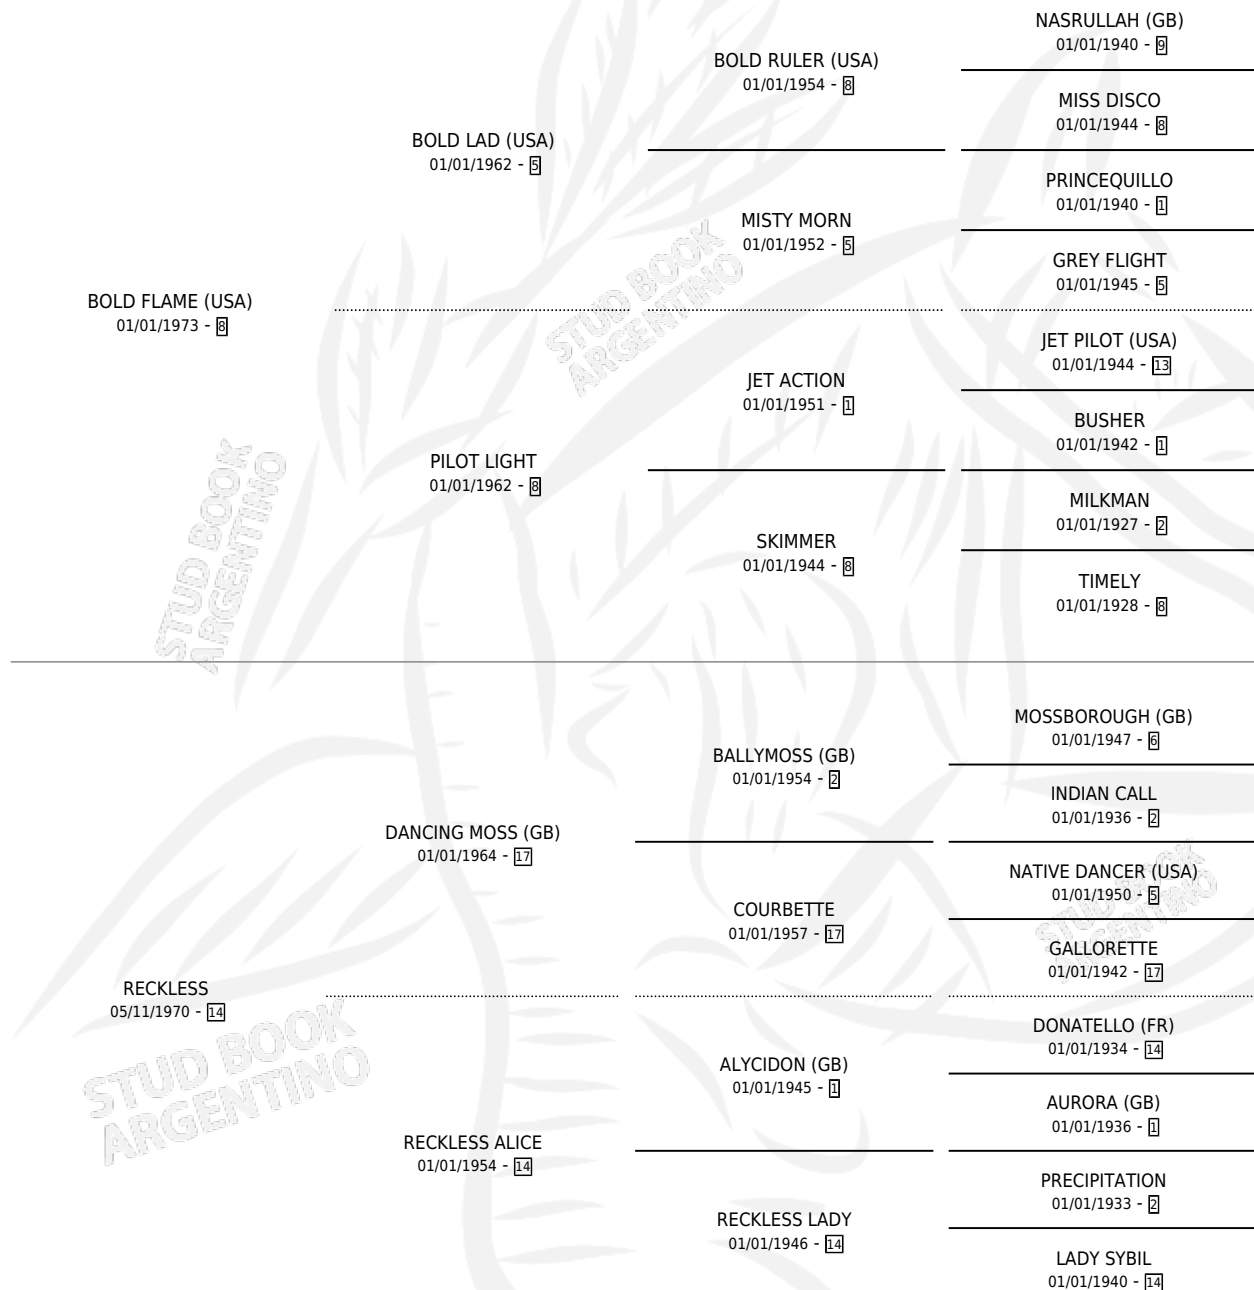 NASRULLAH (GB)
01/01/1940 - 9
BOLD RULER (USA)
01/01/1954 - 8
MISS DISCO
01/01/1944 - 8
BOLD LAD (USA)
01/01/1962 - 5
PRINCEQUILLO
01/01/1940 - 1
MISTY MORN
01/01/1952 - 5
GREY FLIGHT
01/01/1945 - 5
BOLD FLAME (USA)
01/01/1973 - 8
JET PILOT (USA)
01/01/1944 - 13
JET ACTION
01/01/1951 - 1
BUSHER
01/01/1942 - 1
PILOT LIGHT
01/01/1962 - 8
MILKMAN
01/01/1927 - 2
SKIMMER
01/01/1944 - 8
TIMELY
01/01/1928 - 8
STUD BOOK
ARGENTINO
STUD BOOK
ARGENTINO
MOSSBOROUGH (GB)
01/01/1947 - 6
BALLYMOSS (GB)
01/01/1954 - 2
INDIAN CALL
01/01/1936 - 2
DANCING MOSS (GB)
01/01/1964 - 17
NATIVE DANCER (USA)
01/01/1950 - 5
COURBETTE
01/01/1957 - 17
GALLORETTE
01/01/1942 - 17
STUD BOOK
ARGENTINO
RECKLESS
05/11/1970 - 14
DONATELLO (FR)
01/01/1934 - 14
ALYCIDON (GB)
01/01/1945 - 1
AURORA (GB)
01/01/1936 - 1
RECKLESS ALICE
01/01/1954 - 14
PRECIPITATION
01/01/1933 - 2
RECKLESS LADY
01/01/1946 - 14
LADY SYBIL
01/01/1940 - 14
STUD BOOK
ARGENTINO